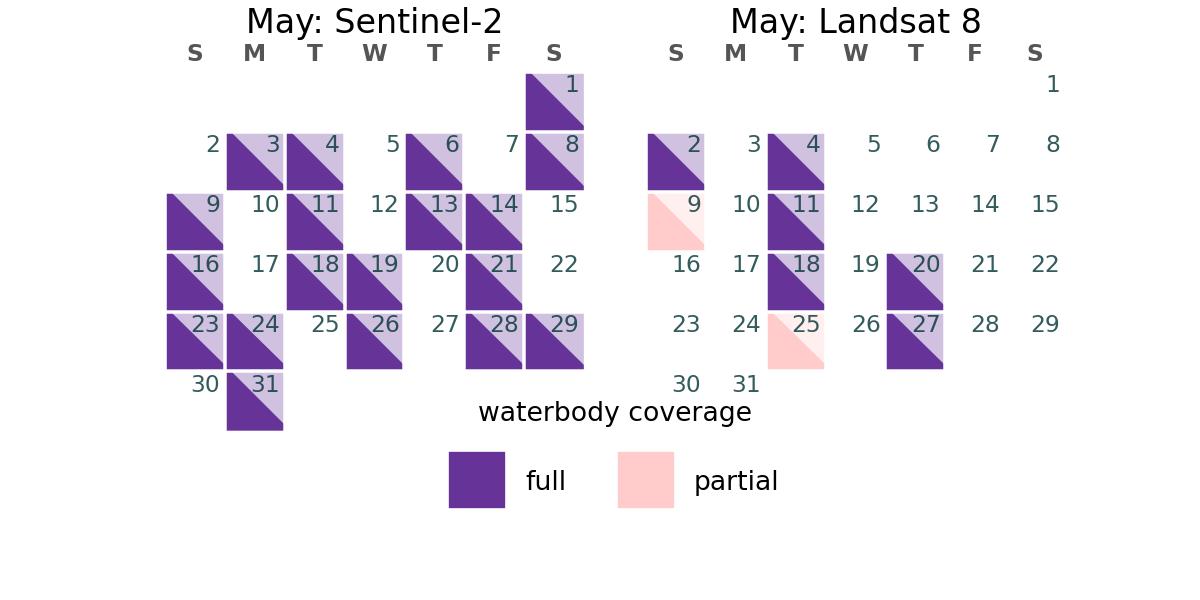 May: Sentinel-2
S M T W T F S
1
2 3 4 5 6 7 8
9 10 11 12 13 14 15
16 17 18 19 20 21 22
23 24 25 26 27 28 29
30 31
May: Landsat 8
S M T W T F S
1
2 3 4 5 6 7 8
9 10 11 12 13 14 15
16 17 18 19 20 21 22
23 24 25 26 27 28 29
30 31
waterbody coverage
full partial